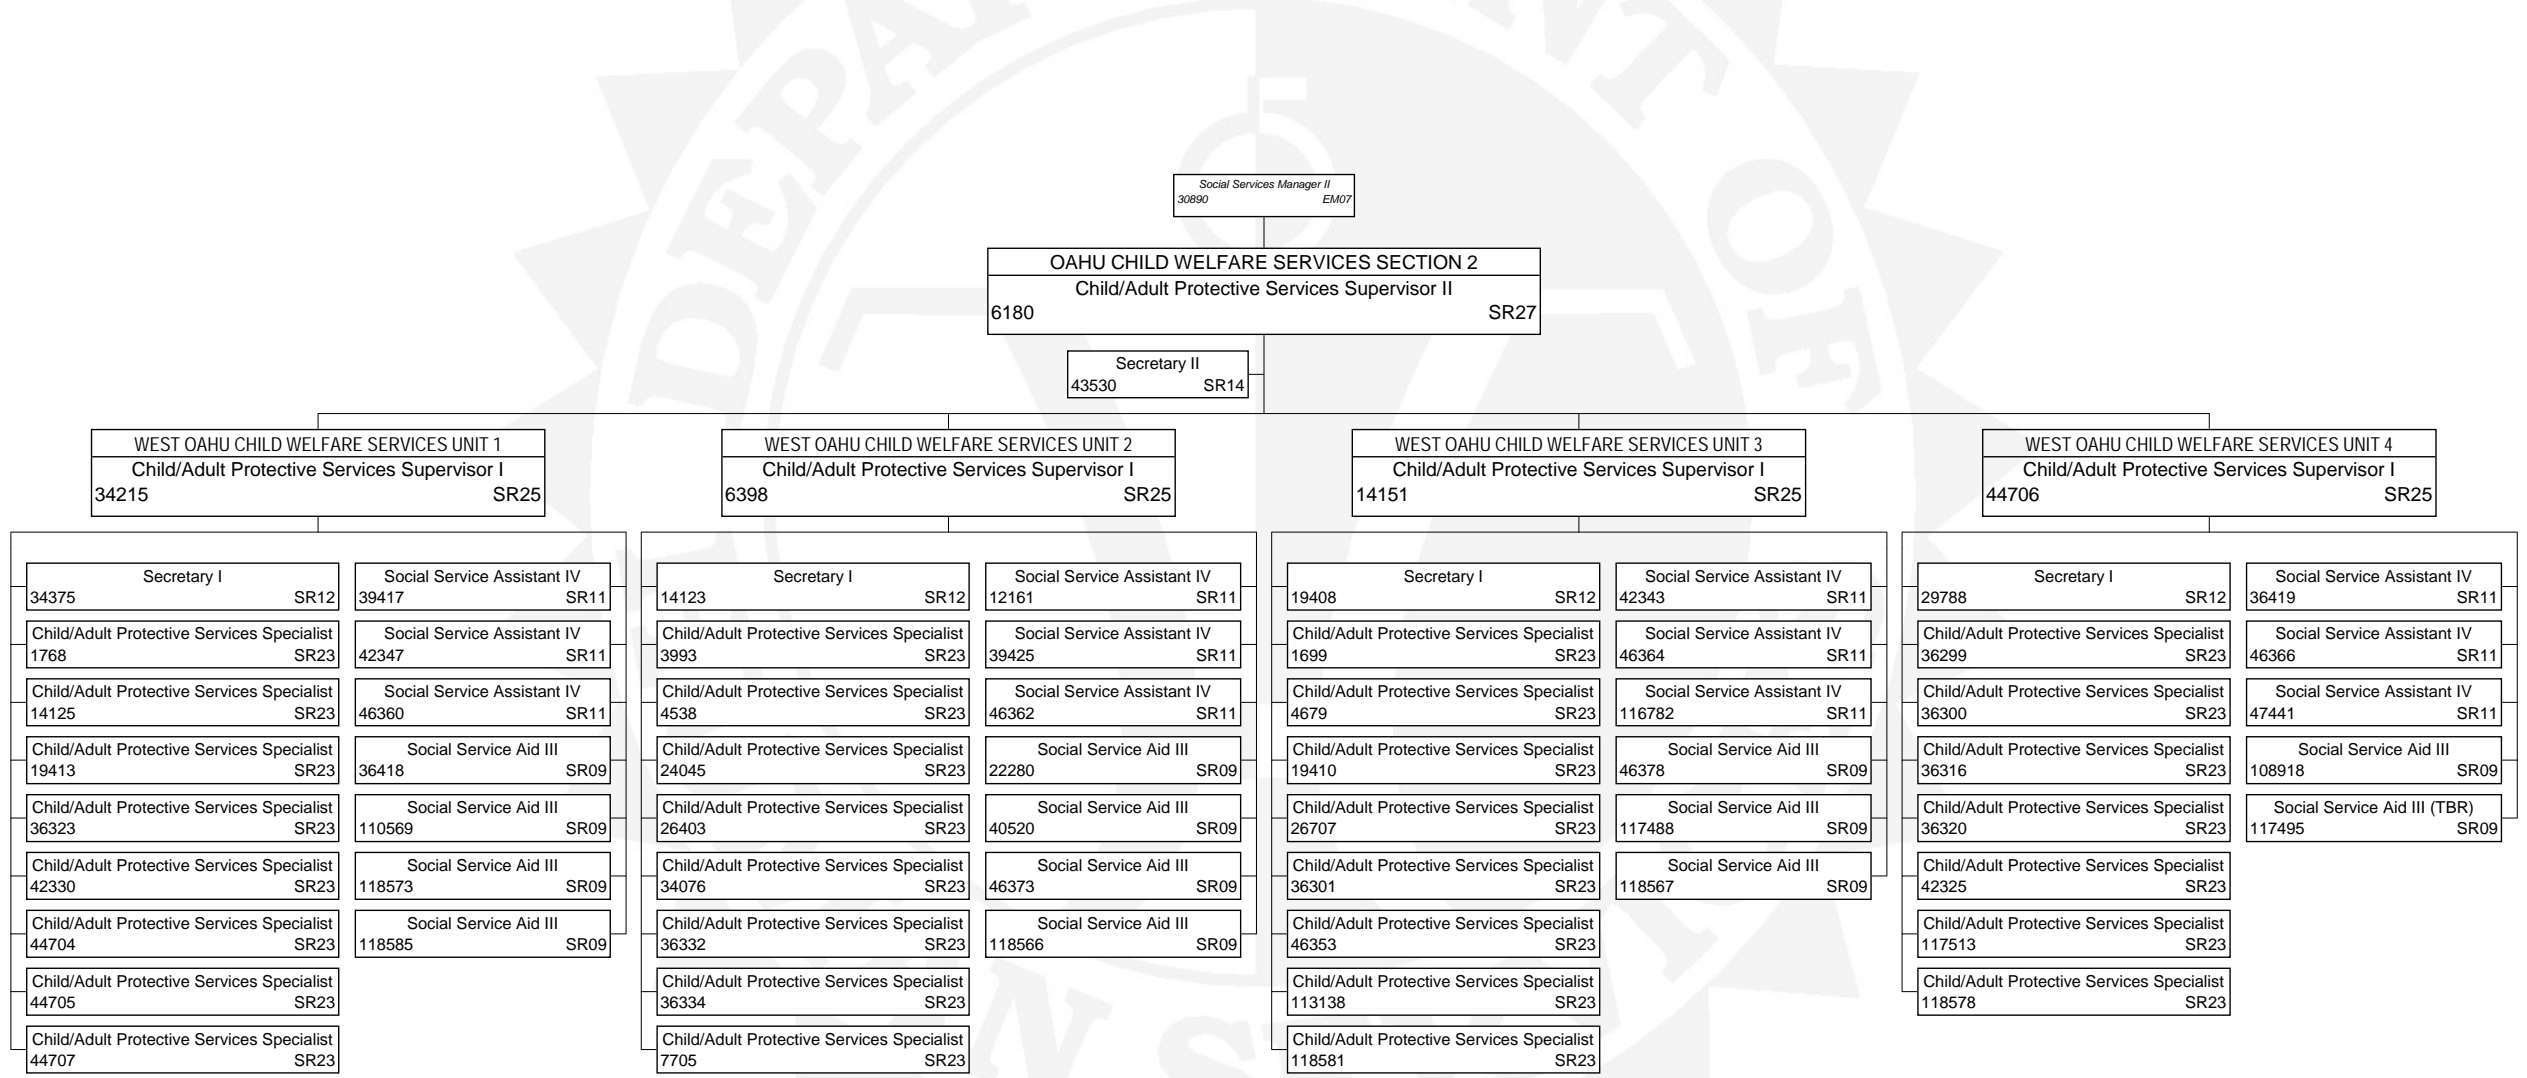 Social Services Manager II
30890 EM07
OAHU CHILD WELFARE SERVICES SECTION 2
Child/Adult Protective Services Supervisor II
6180 SR27
Secretary II
43530 SR14
WEST OAHU CHILD WELFARE SERVICES UNIT 1
Child/Adult Protective Services Supervisor I
34215 SR25
Secretary I
34375 SR12
Child/Adult Protective Services Specialist
1768 SR23
Child/Adult Protective Services Specialist
14125 SR23
Child/Adult Protective Services Specialist
19413 SR23
Child/Adult Protective Services Specialist
36323 SR23
Child/Adult Protective Services Specialist
42330 SR23
Child/Adult Protective Services Specialist
44704 SR23
Child/Adult Protective Services Specialist
44705 SR23
Child/Adult Protective Services Specialist
44707 SR23
Social Service Assistant IV
39417 SR11
Social Service Assistant IV
42347 SR11
Social Service Assistant IV
46360 SR11
Social Service Aid III
36418 SR09
Social Service Aid III
110569 SR09
Social Service Aid III
118573 SR09
Social Service Aid III
118585 SR09
WEST OAHU CHILD WELFARE SERVICES UNIT 2
Child/Adult Protective Services Supervisor I
6398 SR25
Secretary I
14123 SR12
Child/Adult Protective Services Specialist
3993 SR23
Child/Adult Protective Services Specialist
4538 SR23
Child/Adult Protective Services Specialist
24045 SR23
Child/Adult Protective Services Specialist
26403 SR23
Child/Adult Protective Services Specialist
34076 SR23
Child/Adult Protective Services Specialist
36332 SR23
Child/Adult Protective Services Specialist
36334 SR23
Child/Adult Protective Services Specialist
7705 SR23
Social Service Assistant IV
12161 SR11
Social Service Assistant IV
39425 SR11
Social Service Assistant IV
46362 SR11
Social Service Aid III
22280 SR09
Social Service Aid III
40520 SR09
Social Service Aid III
46373 SR09
Social Service Aid III
118566 SR09
WEST OAHU CHILD WELFARE SERVICES UNIT 3
Child/Adult Protective Services Supervisor I
14151 SR25
Secretary I
19408 SR12
Child/Adult Protective Services Specialist
1699 SR23
Child/Adult Protective Services Specialist
4679 SR23
Child/Adult Protective Services Specialist
19410 SR23
Child/Adult Protective Services Specialist
26707 SR23
Child/Adult Protective Services Specialist
36301 SR23
Child/Adult Protective Services Specialist
46353 SR23
Child/Adult Protective Services Specialist
113138 SR23
Child/Adult Protective Services Specialist
118581 SR23
Social Service Assistant IV
42343 SR11
Social Service Assistant IV
46364 SR11
Social Service Assistant IV
116782 SR11
Social Service Aid III
46378 SR09
Social Service Aid III
117488 SR09
Social Service Aid III
118567 SR09
WEST OAHU CHILD WELFARE SERVICES UNIT 4
Child/Adult Protective Services Supervisor I
44706 SR25
Secretary I
29788 SR12
Child/Adult Protective Services Specialist
36299 SR23
Child/Adult Protective Services Specialist
36300 SR23
Child/Adult Protective Services Specialist
36316 SR23
Child/Adult Protective Services Specialist
36320 SR23
Child/Adult Protective Services Specialist
42325 SR23
Child/Adult Protective Services Specialist
117513 SR23
Child/Adult Protective Services Specialist
118578 SR23
Social Service Assistant IV
36419 SR11
Social Service Assistant IV
46366 SR11
Social Service Assistant IV
47441 SR11
Social Service Aid III
108918 SR09
Social Service Aid III (TBR)
117495 SR09